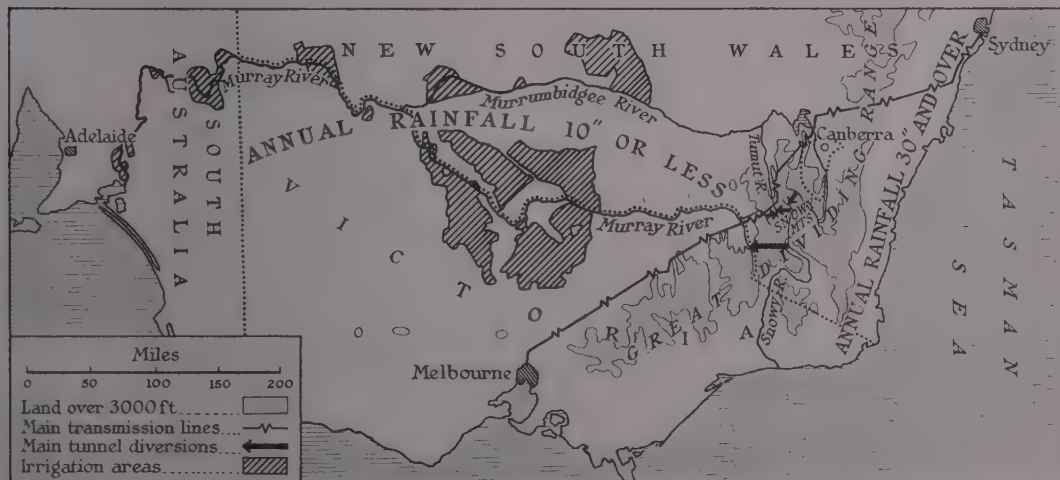 NEW SOUTH WALES
Sydney
Murray River
AUSTRALIA
SOUTH
Adelaide
Murrumbidgee River
ANNUAL RAINFALL 10" OR LESS
Tumut R.
Canberra
GREAT DIVIDING RANGE
SNOWY MTS
ANNUAL RAINFALL 30" AND OVER
TASMAN SEA
Murray River
VICTORIA
Snowy R.
Melbourne
Miles
0 50 100 150 200
Land over 3000 ft.
Main transmission lines
Main tunnel diversions
Irrigation areas